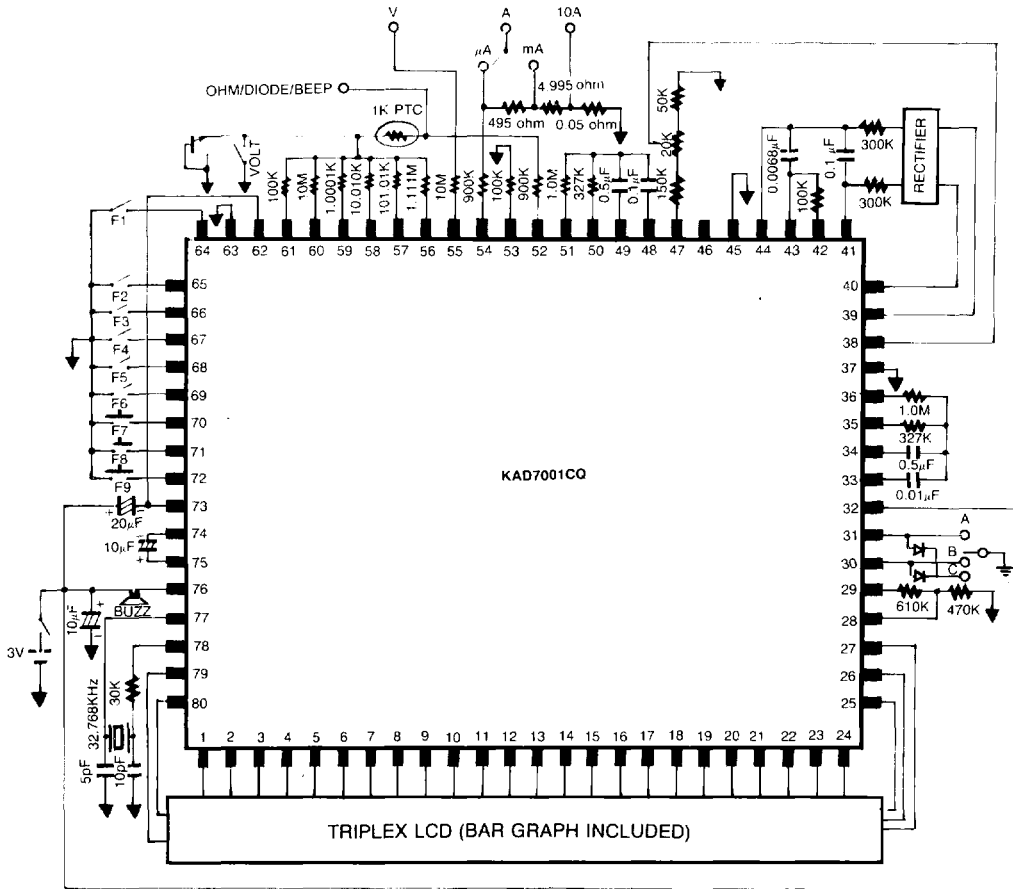 V
A
10A
μA
mA
4.995 ohm
495 ohm
0.05 ohm
OHM/DIODE/BEEP
1K PTC
VOLT
50K
20K
150K
0.0068μF
0.1μF
300K
300K
100K
RECTIFIER
100K
10M
1.0001K
10.010K
101.01K
1.111M
10M
900K
100K
900K
1.0M
327K
0.5μF
0.1μF
F1
64 63 62 61 60 59 58 57 56 55 54 53 52 51 50 49 48 47 46 45 44 43 42 41
65
F2
66
F3
67
F4
68
F5
69
F6
70
F7
71
F8
72
F9
73
20μF
74
10μF
75
76
BUZZ
77
10μF
78
3V
79
30K
80
32.768KHz
5pF
10pF
KAD7001CQ
40
39
38
37
36
1.0M
35
327K
34
0.5μF
33
0.01μF
32
31
A
30
B
C
29
610K
470K
28
27
26
25
1 2 3 4 5 6 7 8 9 10 11 12 13 14 15 16 17 18 19 20 21 22 23 24
TRIPLEX LCD (BAR GRAPH INCLUDED)